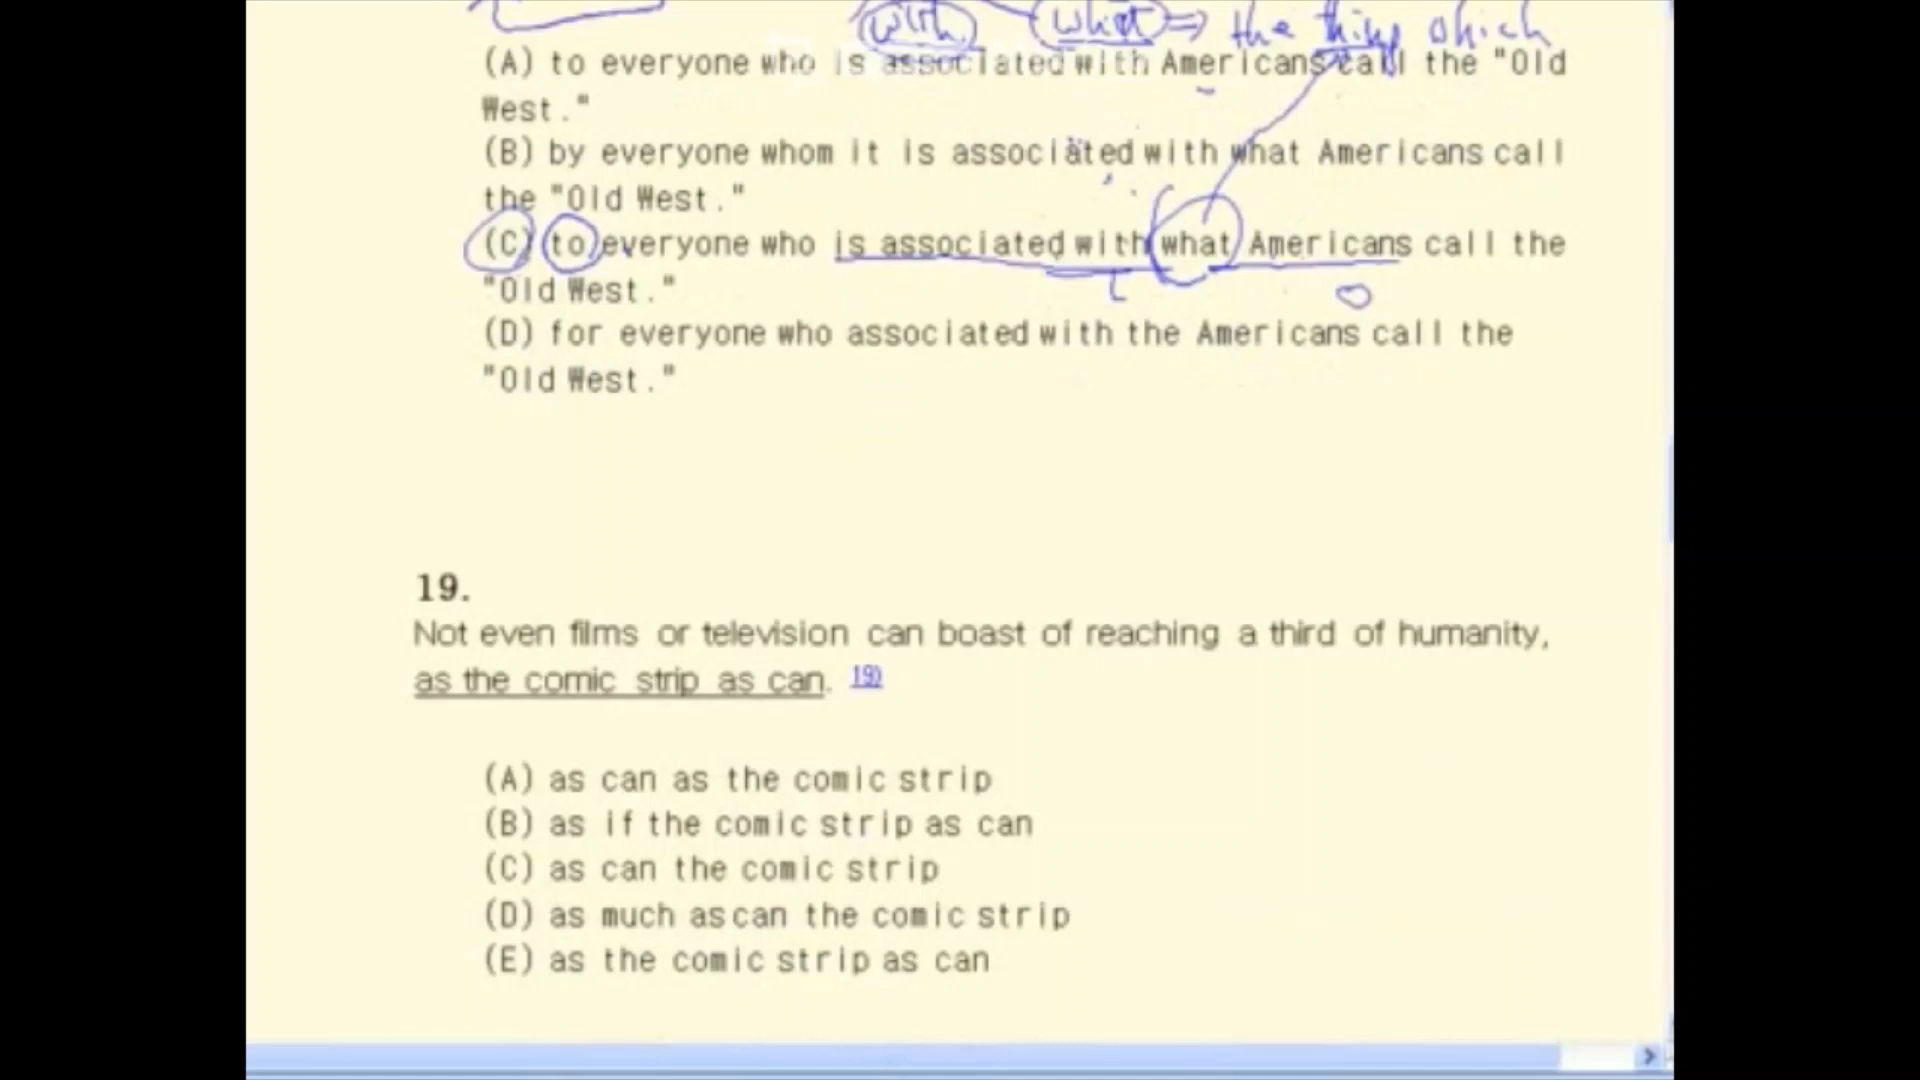 with what ⇒ the thing which
(A) to everyone who is associated with Americans call the "Old
West."
(B) by everyone whom it is associated with what Americans call
the "Old West."
(C) to everyone who is associated with what Americans call the
"Old West."
(D) for everyone who associated with the Americans call the
"Old West."
19.
Not even films or television can boast of reaching a third of humanity,
as the comic strip as can. 19)
(A) as can as the comic strip
(B) as if the comic strip as can
(C) as can the comic strip
(D) as much as can the comic strip
(E) as the comic strip as can